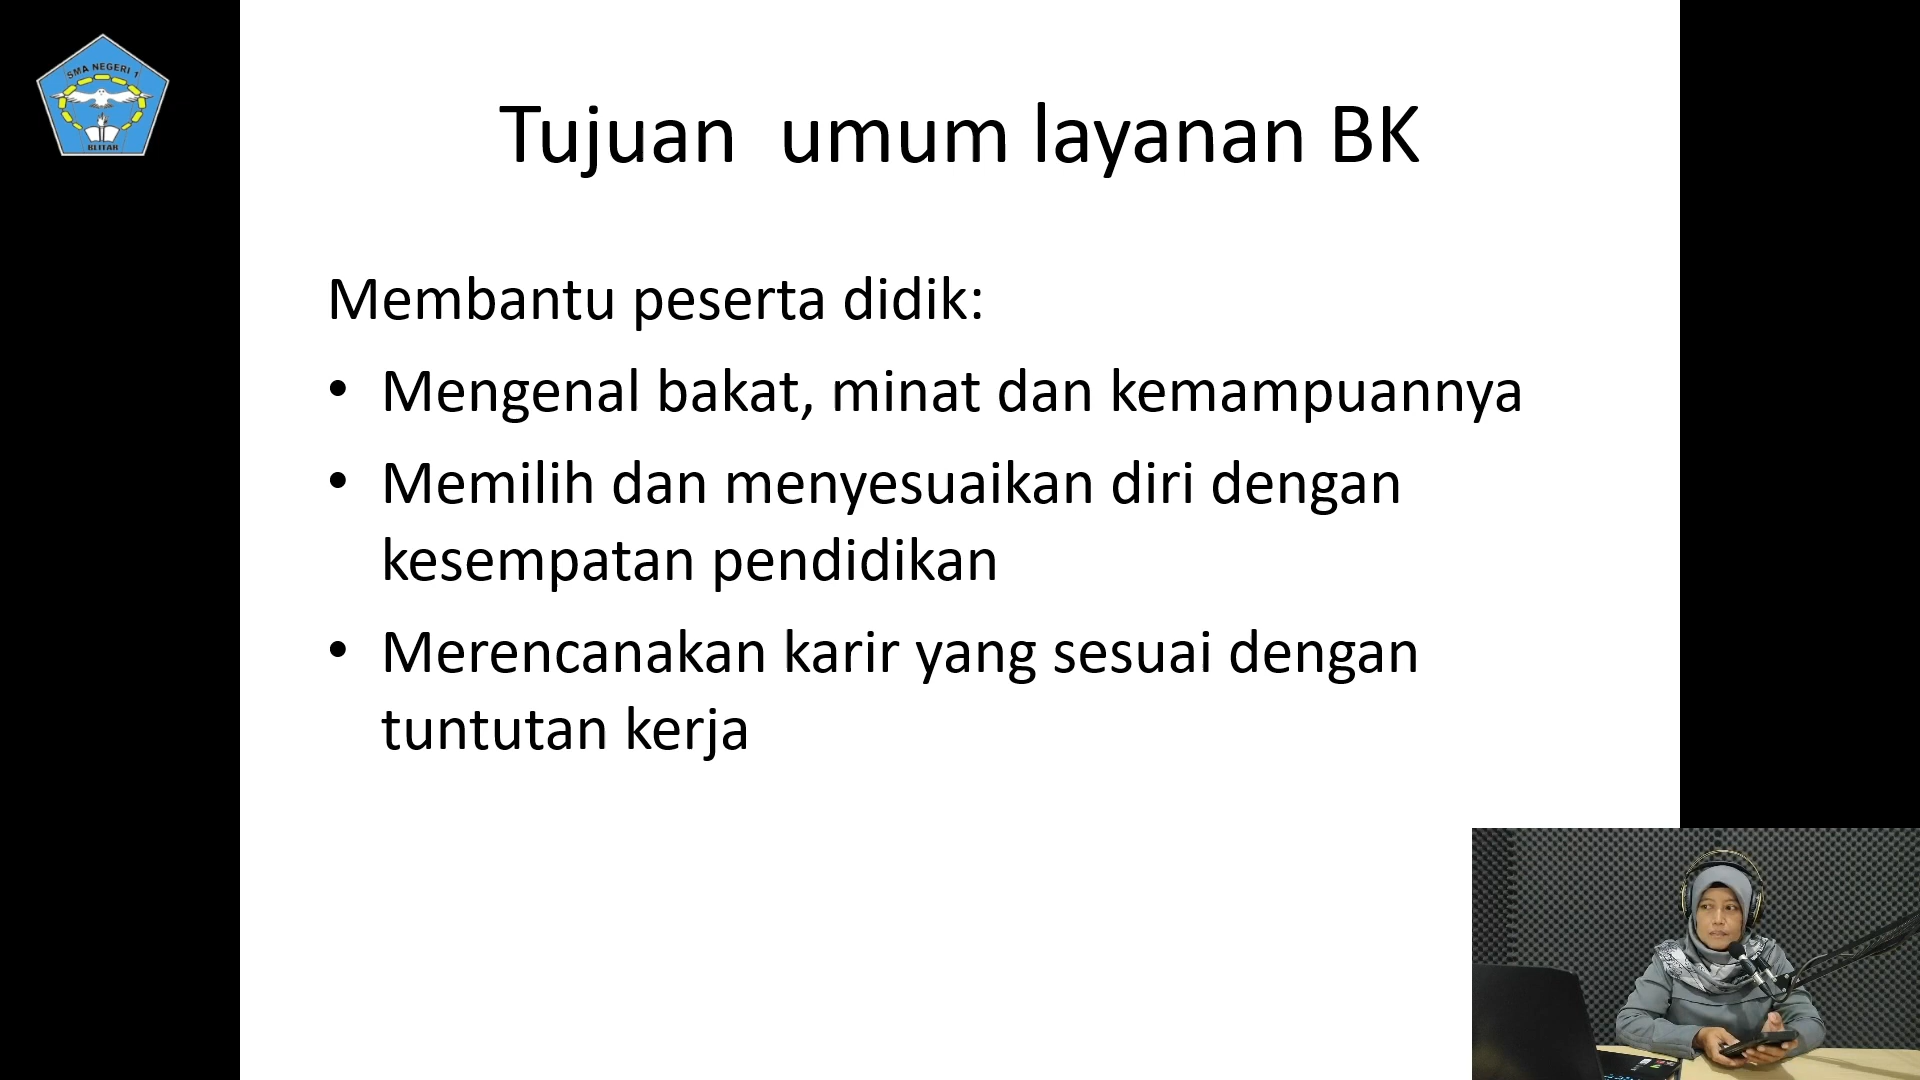 SMA NEGERI 1
BLITAR
Tujuan umum layanan BK
Membantu peserta didik:
• Mengenal bakat, minat dan kemampuannya
• Memilih dan menyesuaikan diri dengan
kesempatan pendidikan
• Merencanakan karir yang sesuai dengan
tuntutan kerja